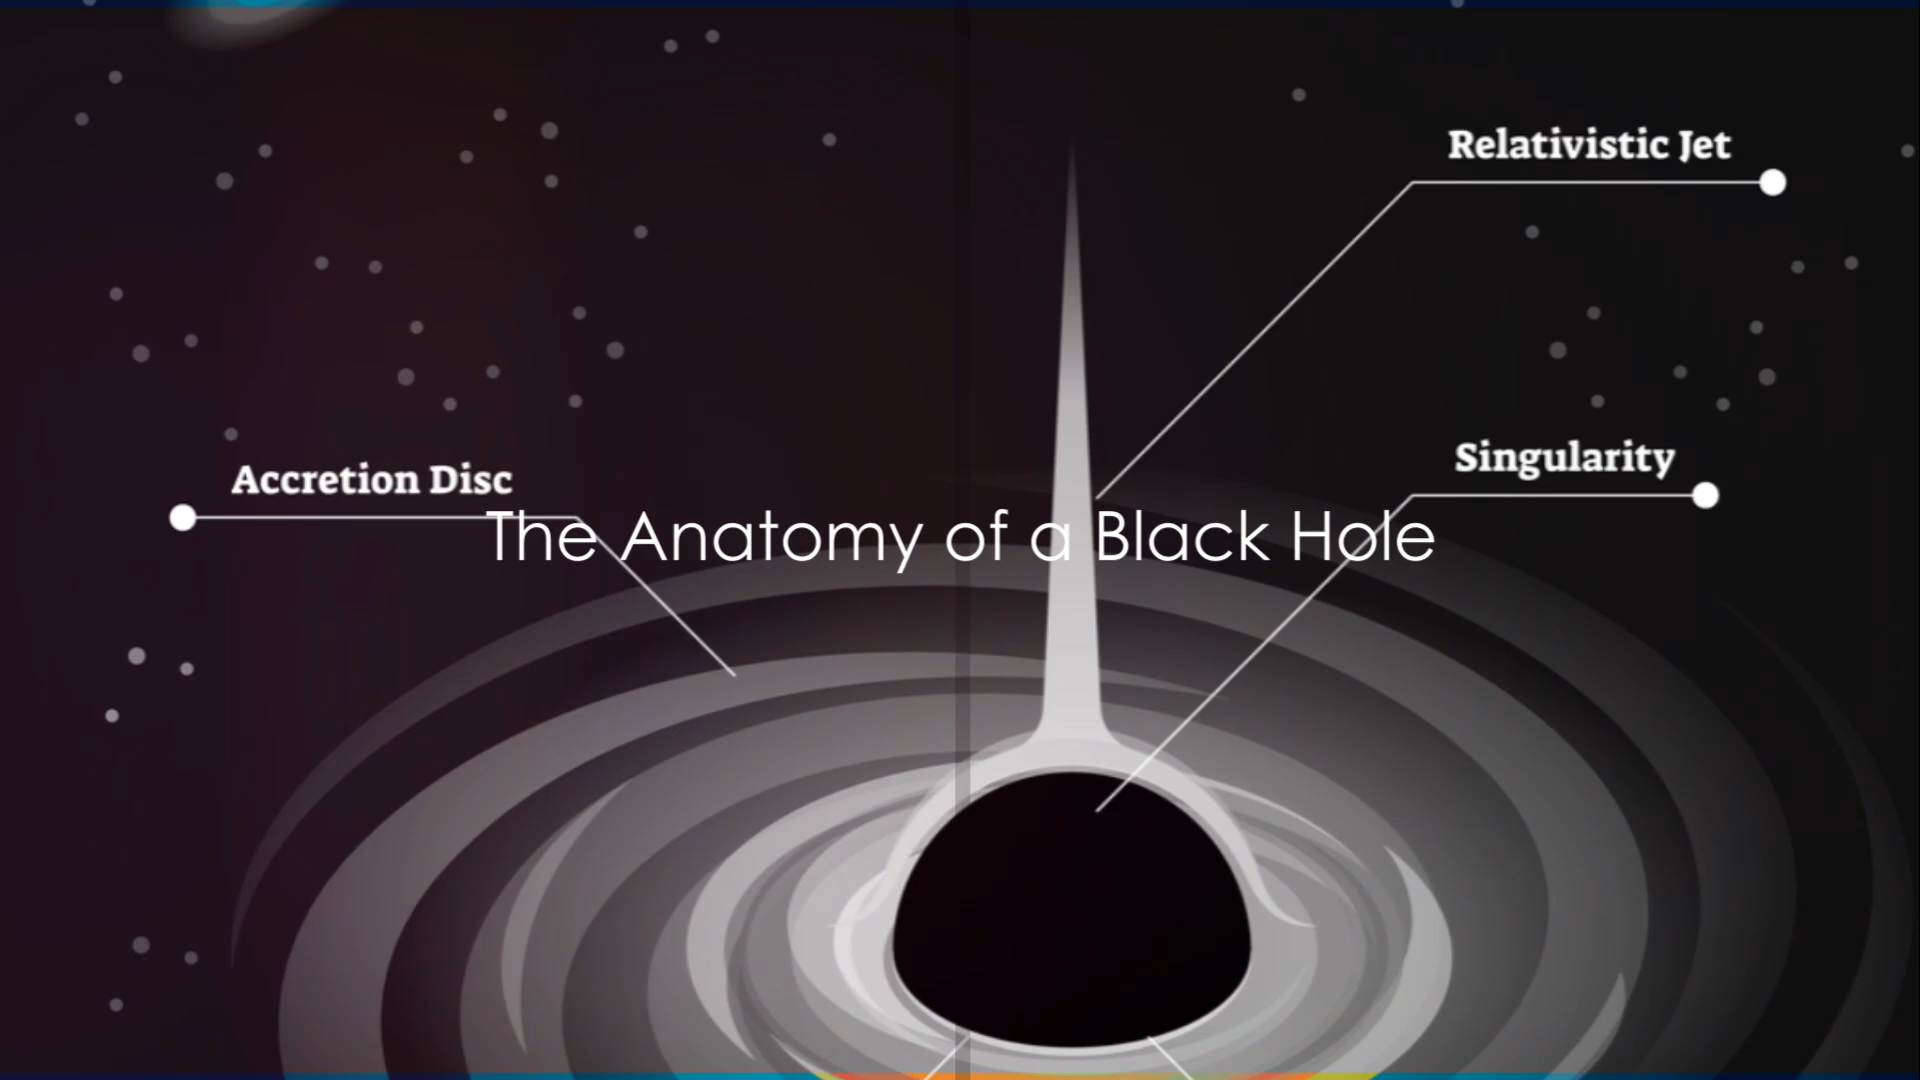 Relativistic Jet
Singularity
Accretion Disc
The Anatomy of a Black Hole